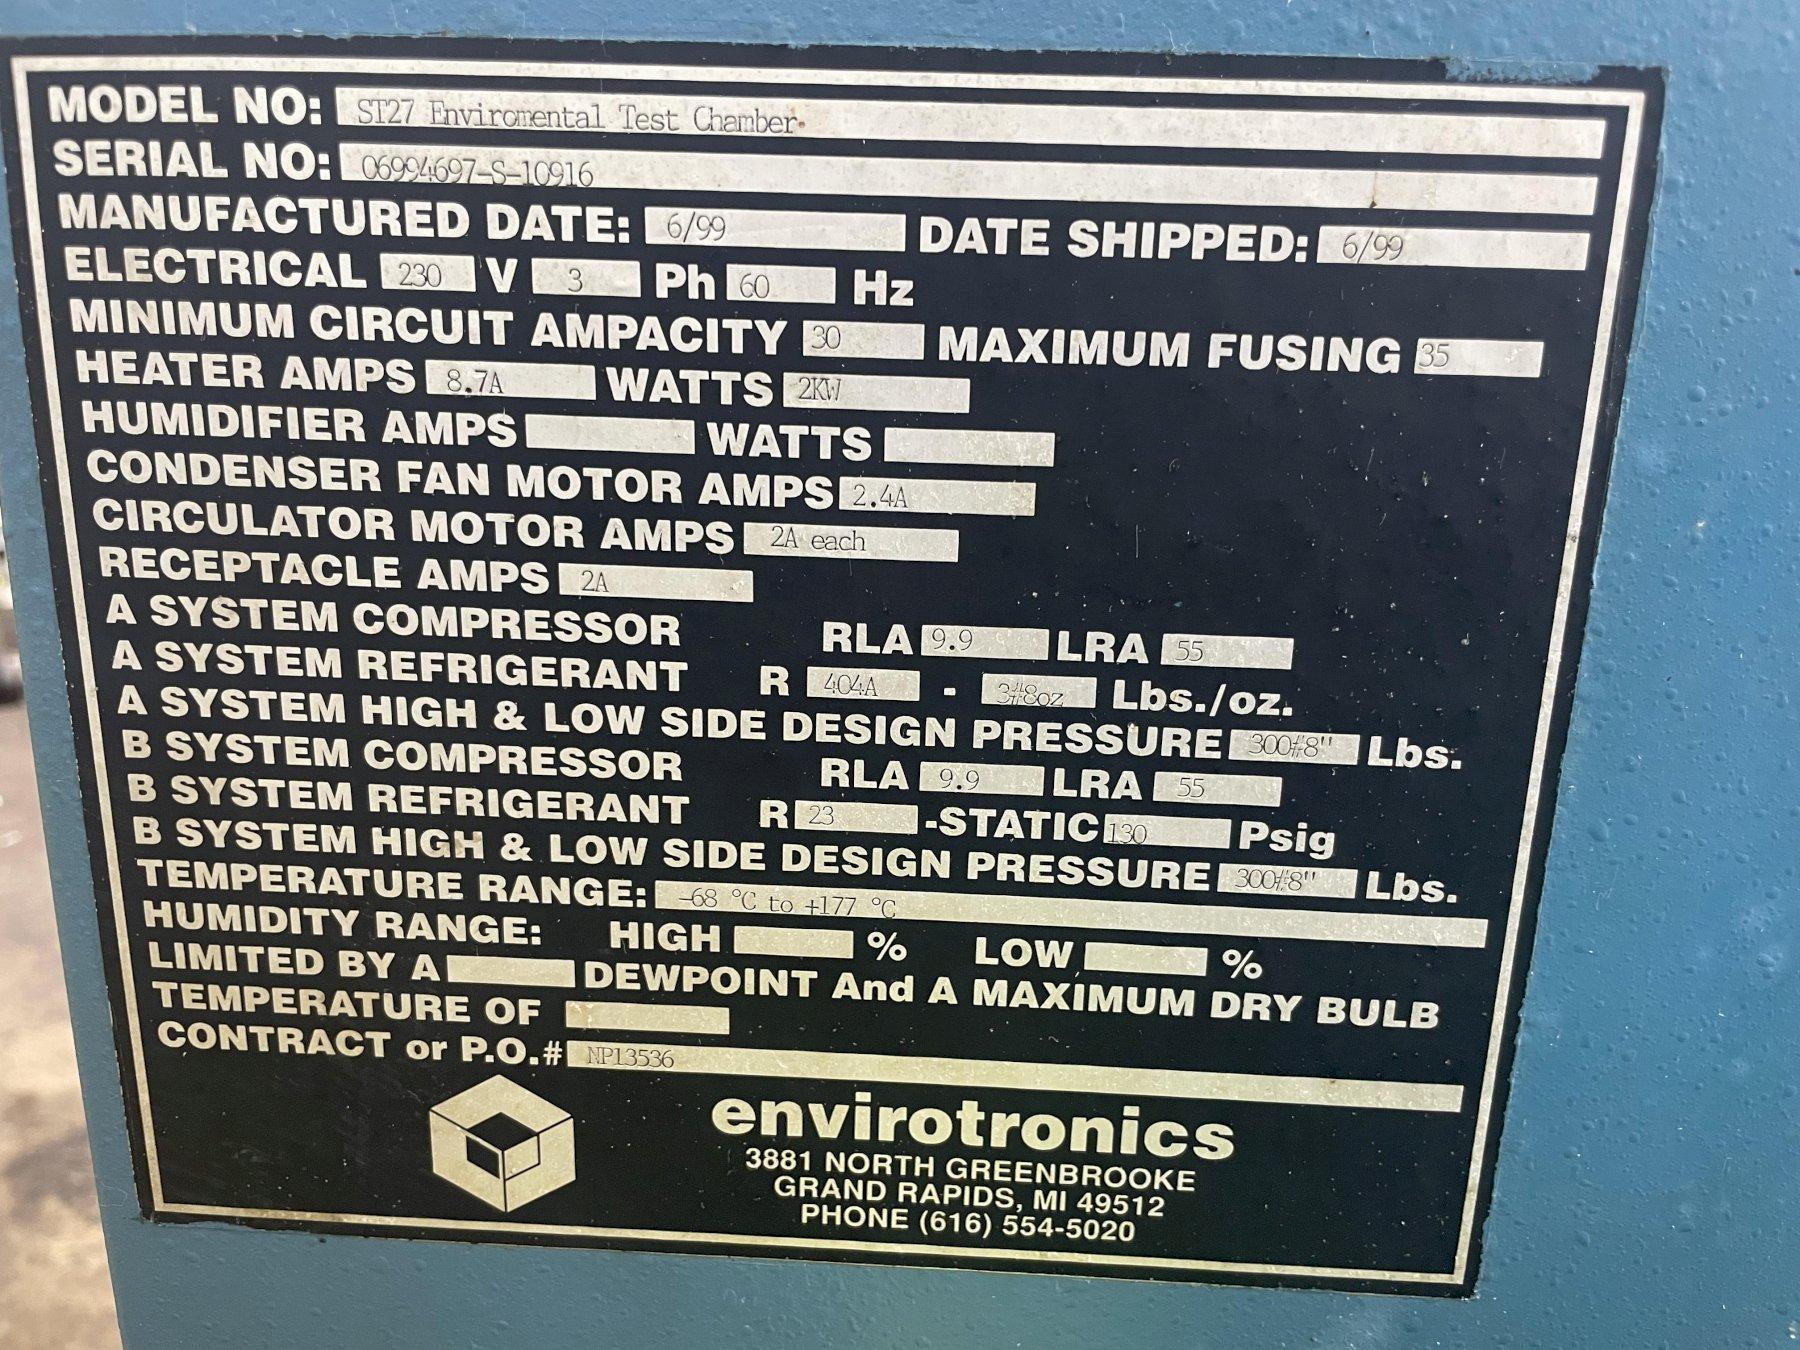 MODEL NO: ST27 Enviromental Test Chamber
SERIAL NO: 06994697-S-10916
MANUFACTURED DATE: 6/99 DATE SHIPPED: 6/99
ELECTRICAL 230 V 3 Ph 60 Hz
MINIMUM CIRCUIT AMPACITY 30 MAXIMUM FUSING 35
HEATER AMPS 8.7A WATTS 2KW
HUMIDIFIER AMPS WATTS
CONDENSER FAN MOTOR AMPS 2.4A
CIRCULATOR MOTOR AMPS 2A each
RECEPTACLE AMPS 2A
A SYSTEM COMPRESSOR RLA 9.9 LRA 55
A SYSTEM REFRIGERANT R 404A - 3#8oz Lbs./oz.
A SYSTEM HIGH & LOW SIDE DESIGN PRESSURE 300#8" Lbs.
B SYSTEM COMPRESSOR RLA 9.9 LRA 55
B SYSTEM REFRIGERANT R 23 -STATIC 130 Psig
B SYSTEM HIGH & LOW SIDE DESIGN PRESSURE 300#8" Lbs.
TEMPERATURE RANGE: -68 °C to +177 °C
HUMIDITY RANGE: HIGH % LOW %
LIMITED BY A DEWPOINT And A MAXIMUM DRY BULB
TEMPERATURE OF
CONTRACT or P.O.# NP13536
envirotronics
3881 NORTH GREENBROOKE
GRAND RAPIDS, MI 49512
PHONE (616) 554-5020